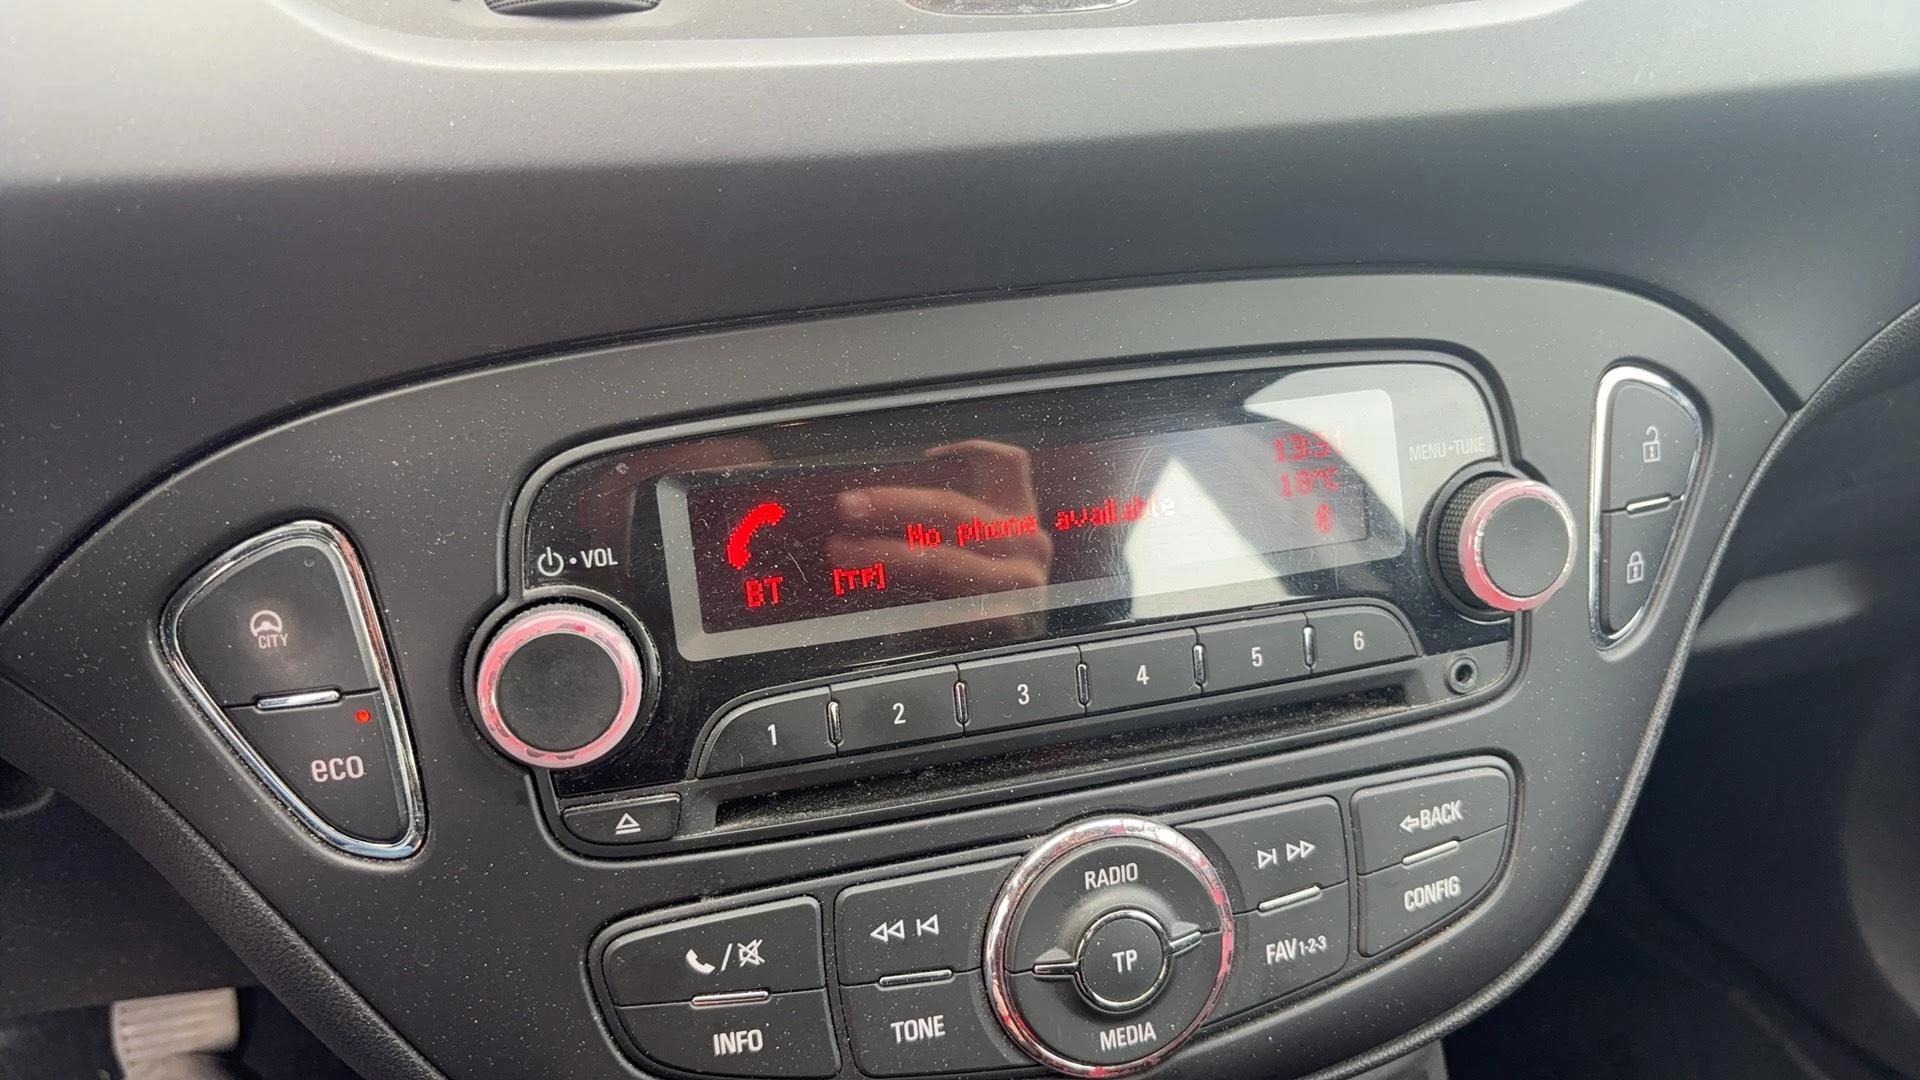 13:31
MENU•TUNE
18°C
No phone available
BT [TP]
VOL
CITY
eco
1 2 3 4 5 6
RADIO
BACK
CONFIG
TP
FAV1-2-3
INFO
TONE
MEDIA